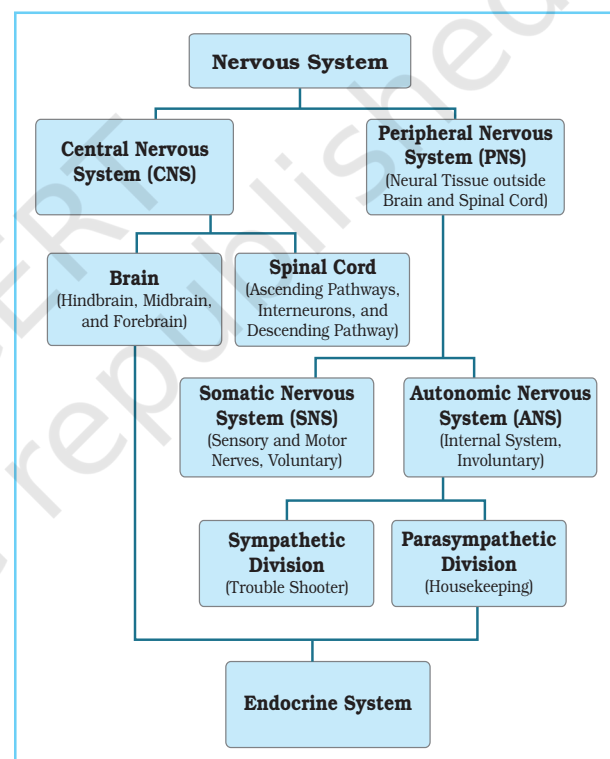 Nervous System
Central Nervous
System (CNS)
Peripheral Nervous
System (PNS)
(Neural Tissue outside
Brain and Spinal Cord)
Brain
(Hindbrain, Midbrain,
and Forebrain)
Spinal Cord
(Ascending Pathways,
Interneurons, and
Descending Pathway)
Somatic Nervous
System (SNS)
(Sensory and Motor
Nerves, Voluntary)
Autonomic Nervous
System (ANS)
(Internal System,
Involuntary)
Sympathetic
Division
(Trouble Shooter)
Parasympathetic
Division
(Housekeeping)
Endocrine System
republished